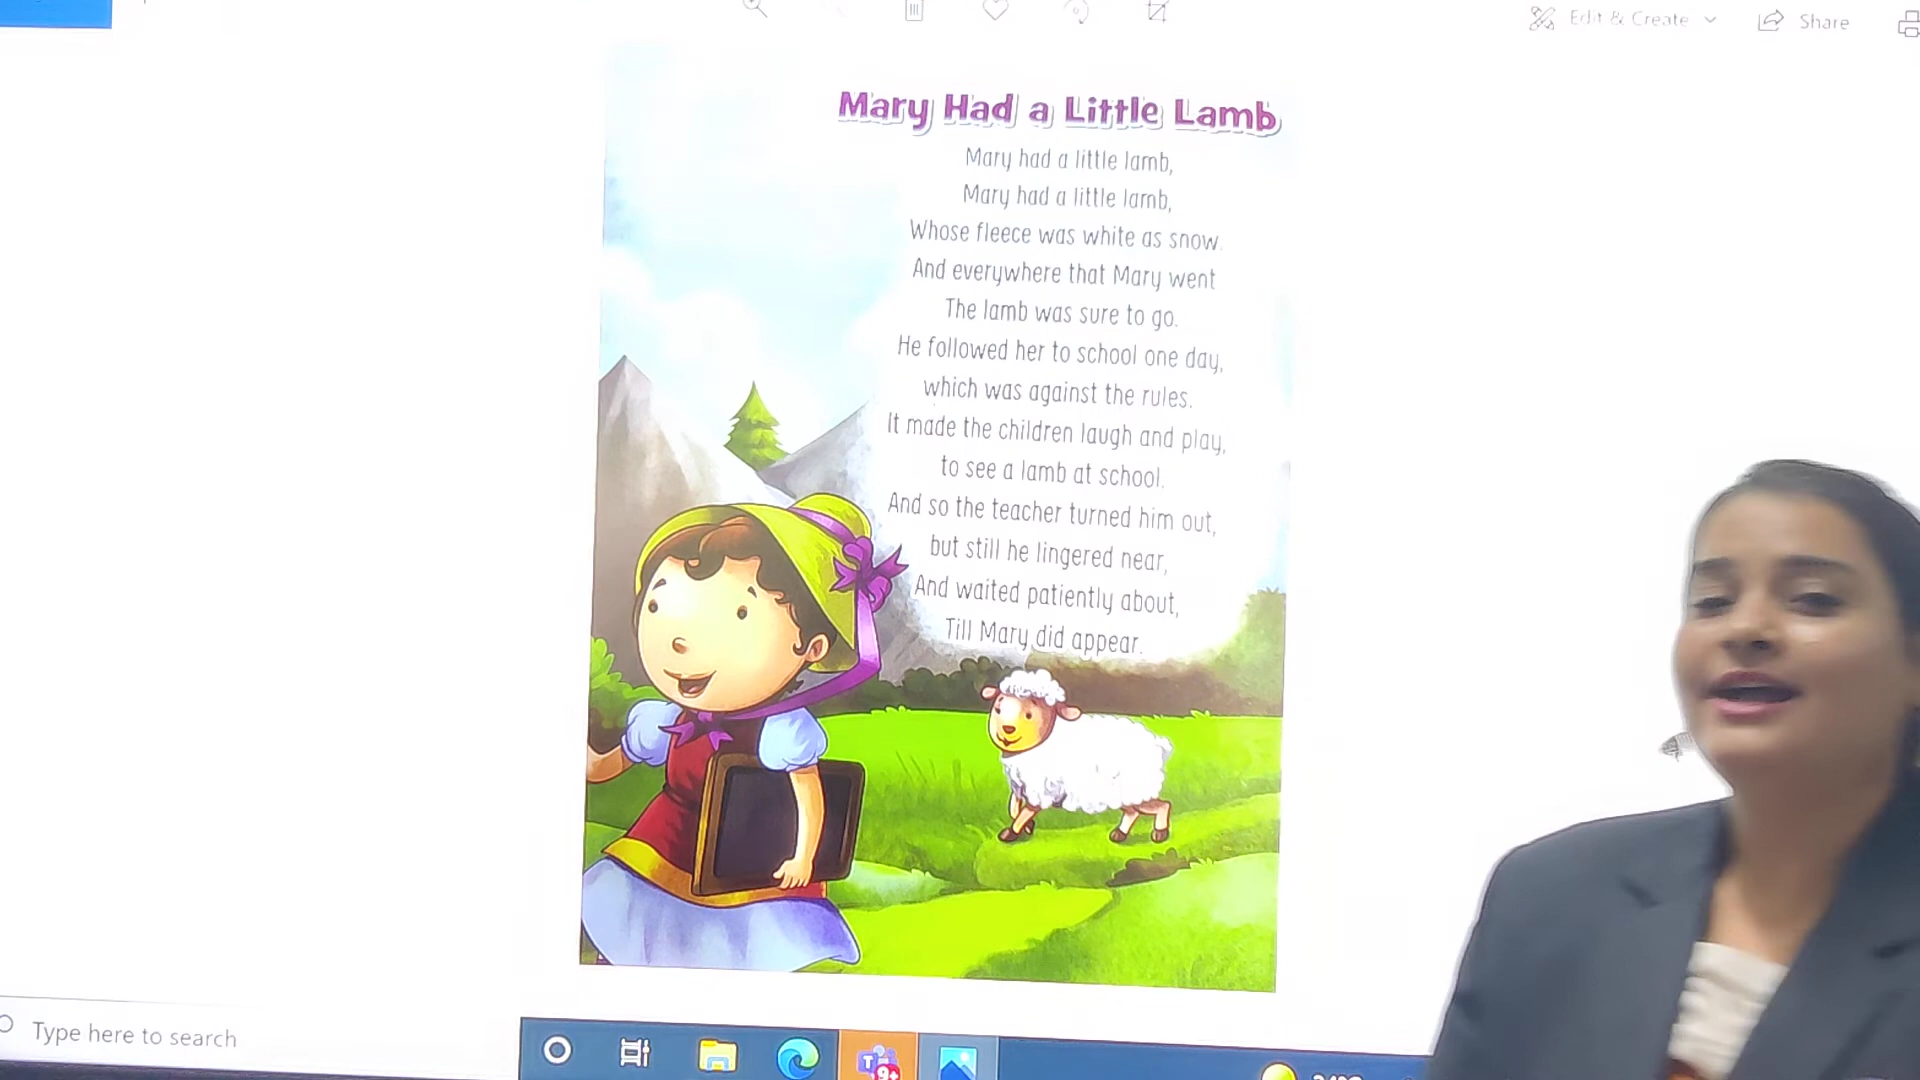 Edit & Create
Share
Mary Had a Little Lamb
Mary had a little lamb,
Mary had a little lamb,
Whose fleece was white as snow.
And everywhere that Mary went
The lamb was sure to go.
He followed her to school one day,
which was against the rules.
It made the children laugh and play,
to see a lamb at school.
And so the teacher turned him out,
but still he lingered near,
And waited patiently about,
Till Mary did appear.
Type here to search
T
9+